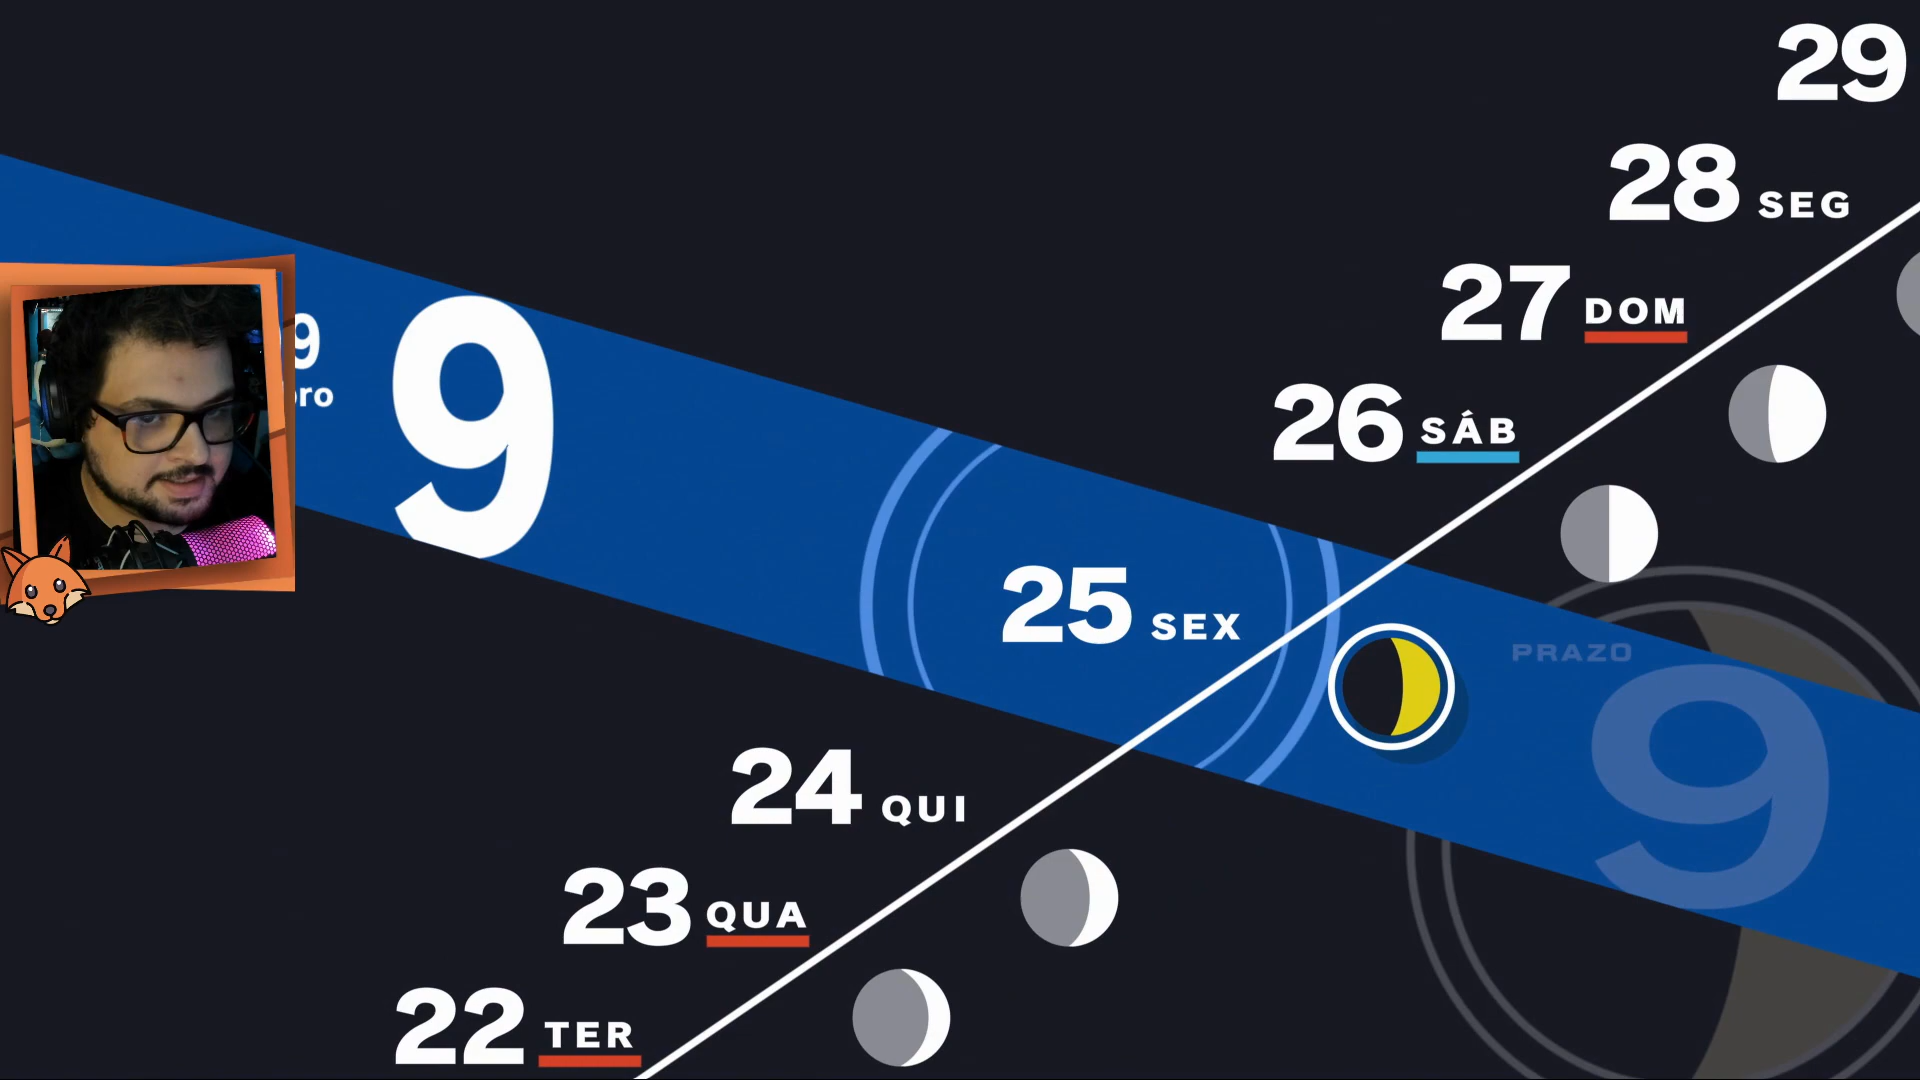 29
28 SEG
27 DOM
26 SÁB
9
bro
9
25 SEX
PRAZO
9
24 QUI
23 QUA
22 TER